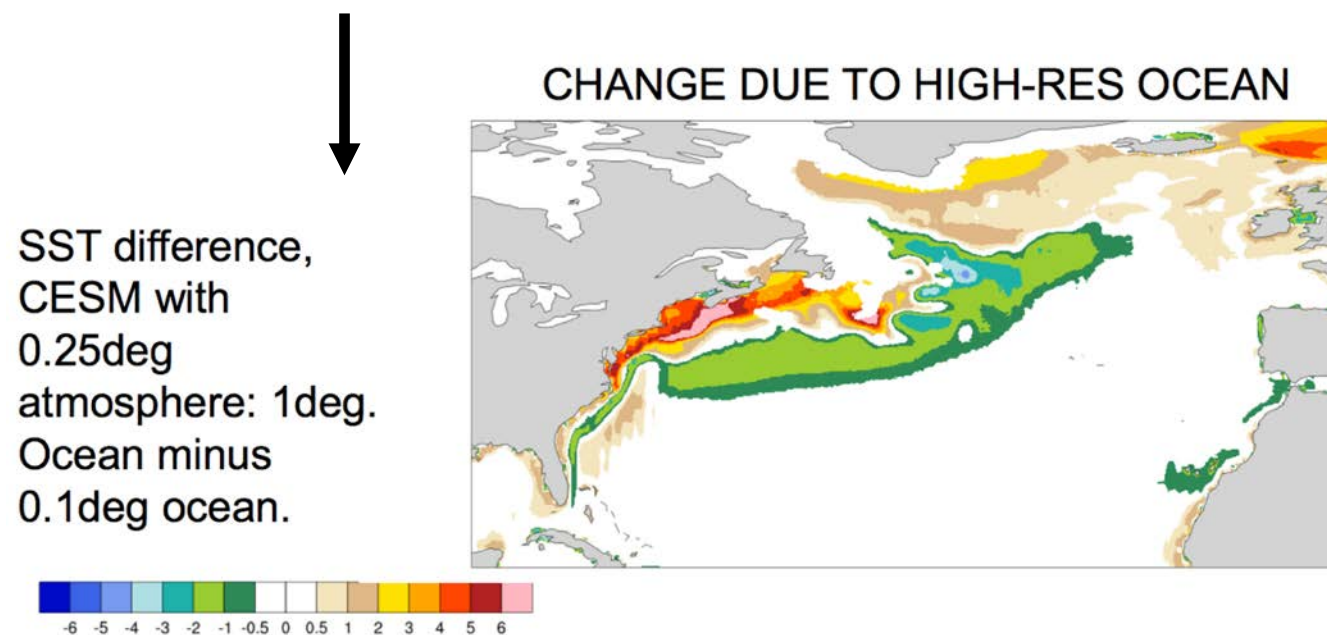 CHANGE DUE TO HIGH-RES OCEAN
SST difference,
CESM with
0.25deg
atmosphere: 1deg.
Ocean minus
0.1deg ocean.
-6 -5 -4 -3 -2 -1 -0.5 0 0.5 1 2 3 4 5 6